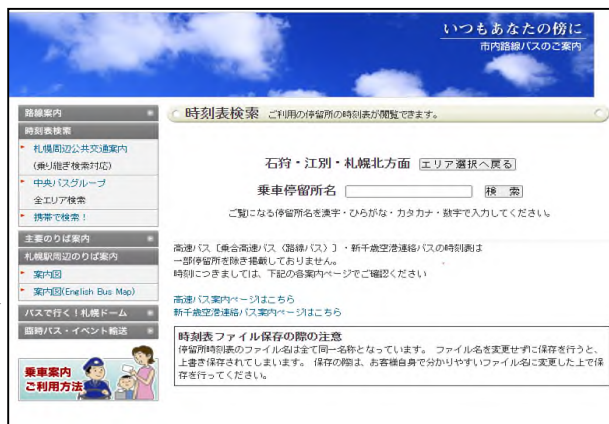 いつもあなたの傍に
市内路線バスのご案内
路線案内
時刻表検索
札幌周辺公共交通案内
(乗り継ぎ検索対応)
中央バスグループ
全エリア検索
携帯で検索！
主要のりば案内
札幌駅周辺のりば案内
案内図
案内図(English Bus Map)
バスで行く！札幌ドーム
臨時バス・イベント輸送
乗車案内
ご利用方法
時刻表検索 ご利用の停留所の時刻表が閲覧できます。
石狩・江別・札幌北方面 エリア選択へ戻る
乗車停留所名 検 索
ご覧になる停留所名を漢字・ひらがな・カタカナ・数字で入力してください。
高速バス［乗合高速バス（路線バス）］・新千歳空港連絡バスの時刻表は
一部停留所を除き掲載しておりません。
時刻につきましては、下記の各案内ページでご確認ください
高速バス案内ページはこちら
新千歳空港連絡バス案内ページはこちら
時刻表ファイル保存の際の注意
停留所時刻表のファイル名は全て同一名称となっています。 ファイル名を変更せずに保存を行うと、
上書き保存されてしまいます。 保存の際は、お客様自身で分かりやすいファイル名に変更した上で保
存を行ってください。